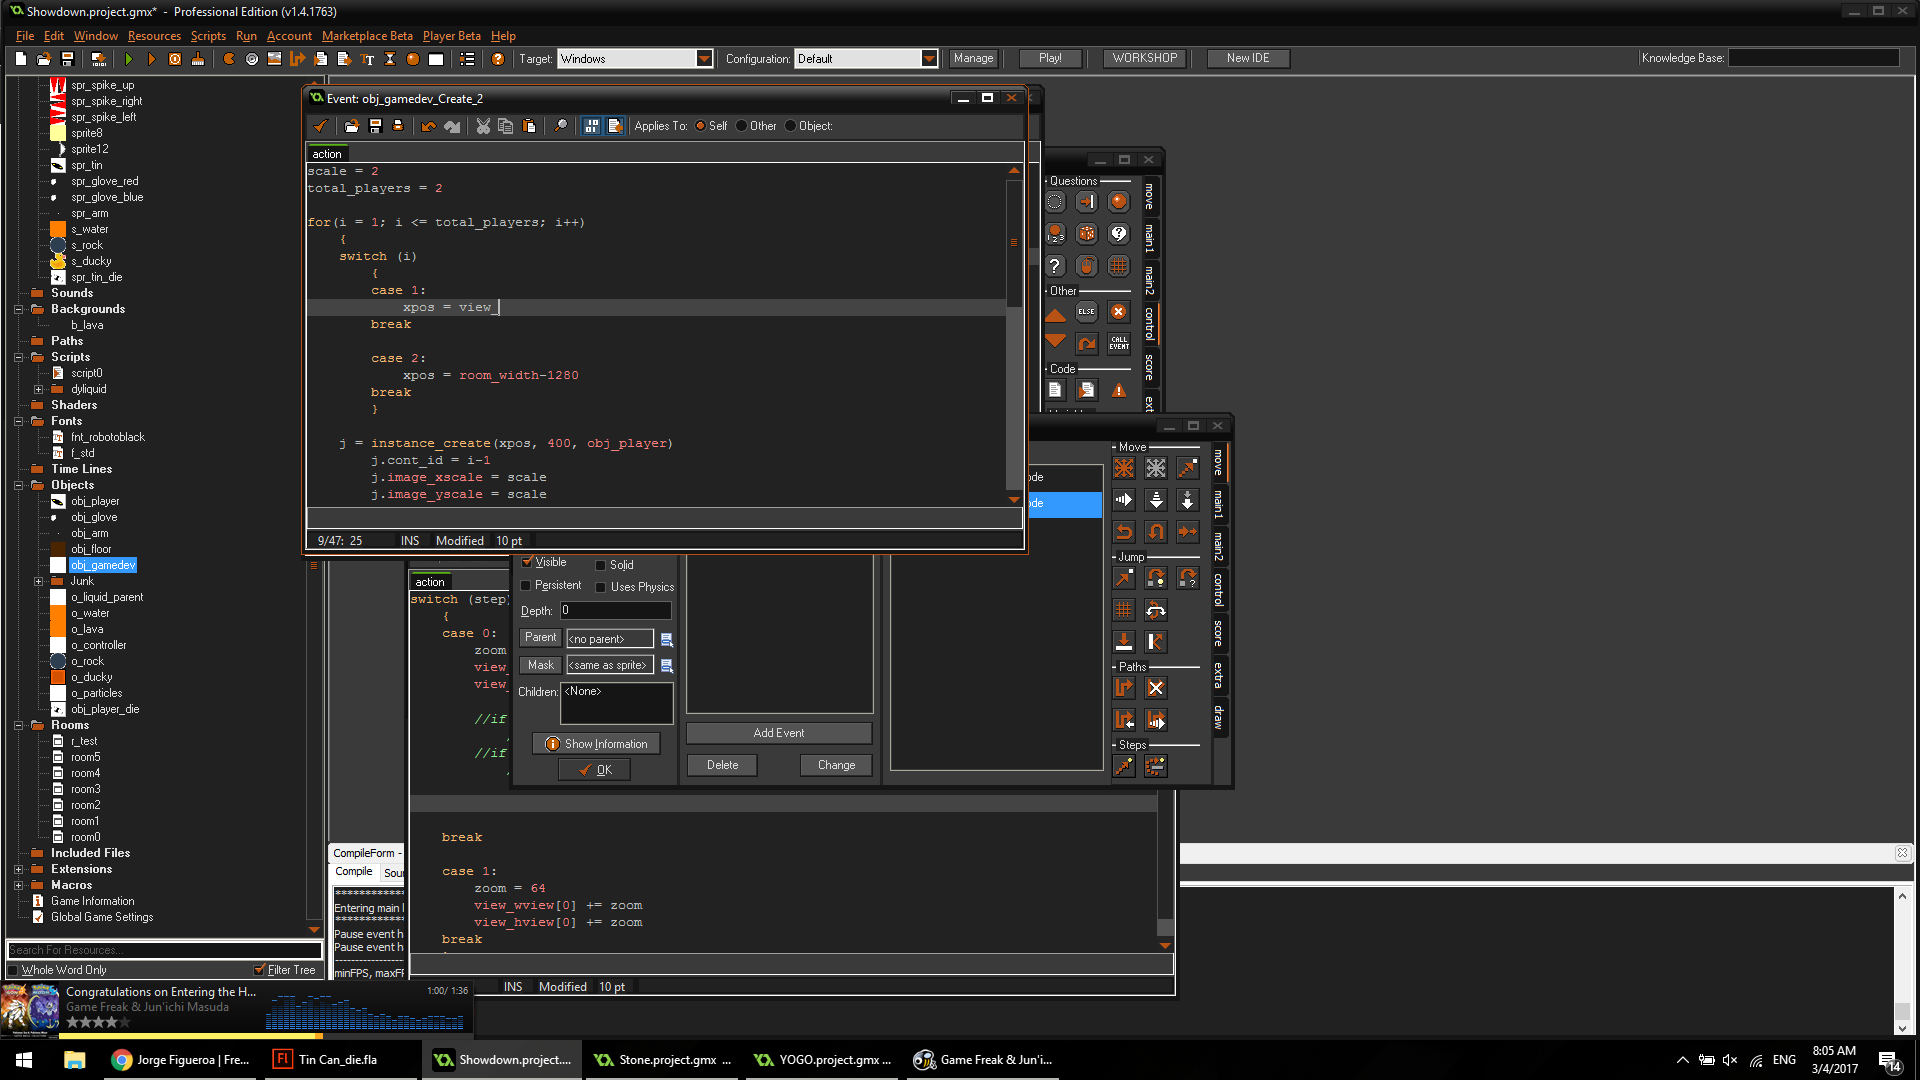 Showdown.project.gmx* - Professional Edition (v1.4.1763)
File Edit Window Resources Scripts Run Account Marketplace Beta Player Beta Help
Target: Windows Configuration: Default Manage Play! WORKSHOP New IDE Knowledge Base:
spr_spike_up
spr_spike_right
spr_spike_left
sprite8
sprite12
spr_tin
spr_glove_red
spr_glove_blue
spr_arm
s_water
s_rock
s_ducky
spr_tin_die
Sounds
Backgrounds
b_lava
Paths
Scripts
script0
dyliquid
Shaders
Fonts
fnt_robotoblack
f_std
Time Lines
Objects
obj_player
obj_glove
obj_arm
obj_floor
obj_gamedev
Junk
o_liquid_parent
o_water
o_lava
o_controller
o_rock
o_ducky
o_particles
obj_player_die
Rooms
r_test
room5
room4
room3
room2
room1
room0
Included Files
Extensions
Macros
Game Information
Global Game Settings
Search For Resources...
Whole Word Only Filter Tree
Event: obj_gamedev_Create_2
Applies To: Self Other Object:
action
scale = 2
total_players = 2
for(i = 1; i <= total_players; i++)
{
switch (i)
{
case 1:
xpos = view_
break
case 2:
xpos = room_width-1280
break
}
j = instance_create(xpos, 400, obj_player)
j.cont_id = i-1
j.image_xscale = scale
j.image_yscale = scale
9/47: 25 INS Modified 10 pt
Questions
Other
ELSE
CALL EVENT
Code
move
main1
main2
control
score
ext
ode
ode
Move
Jump
Paths
Steps
move
main1
main2
control
score
extra
draw
Visible Solid
Persistent Uses Physics
Depth: 0
Parent <no parent>
Mask <same as sprite>
Children: <None>
Show Information
OK
Add Event
Delete Change
action
switch (step)
{
case 0:
zoom
view_
view_
//if
//if
break
case 1:
zoom = 64
view_wview[0] += zoom
view_hview[0] += zoom
break
INS Modified 10 pt
CompileForm -
Compile Sour
Entering main l
Pause event h
Pause event h
minFPS, maxFP
Congratulations on Entering the H... 1:00/ 1:36
Game Freak & Jun'ichi Masuda
Jorge Figueroa | Fre... Tin Can_die.fla Showdown.project.... Stone.project.gmx ... YOGO.project.gmx ... Game Freak & Jun'i...
ENG
8:05 AM
3/4/2017
14